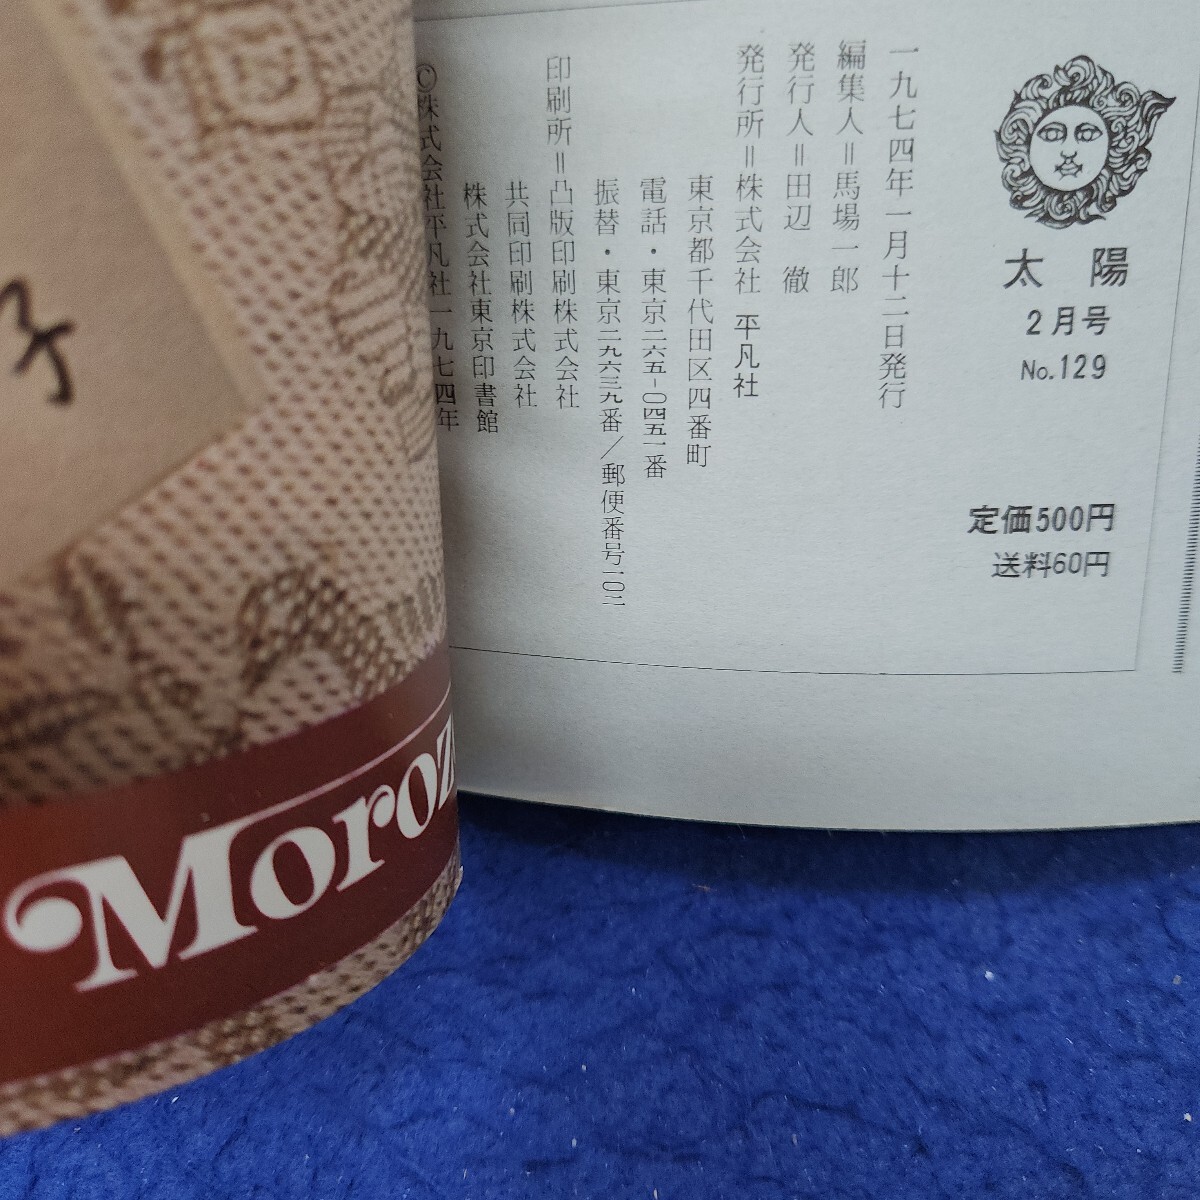 太陽
2月号
No.129
定価500円
送料60円
一九七四年一月十二日発行
編集人=馬場一郎
発行人=田辺 徹
発行所=株式会社 平凡社
東京都千代田区四番町
電話・東京二六五-〇四五一番
振替・東京二九六三九番/郵便番号一〇二
印刷所=凸版印刷株式会社
共同印刷株式会社
株式会社東京印書館
©株式会社平凡社一九七四年
子
Moroz